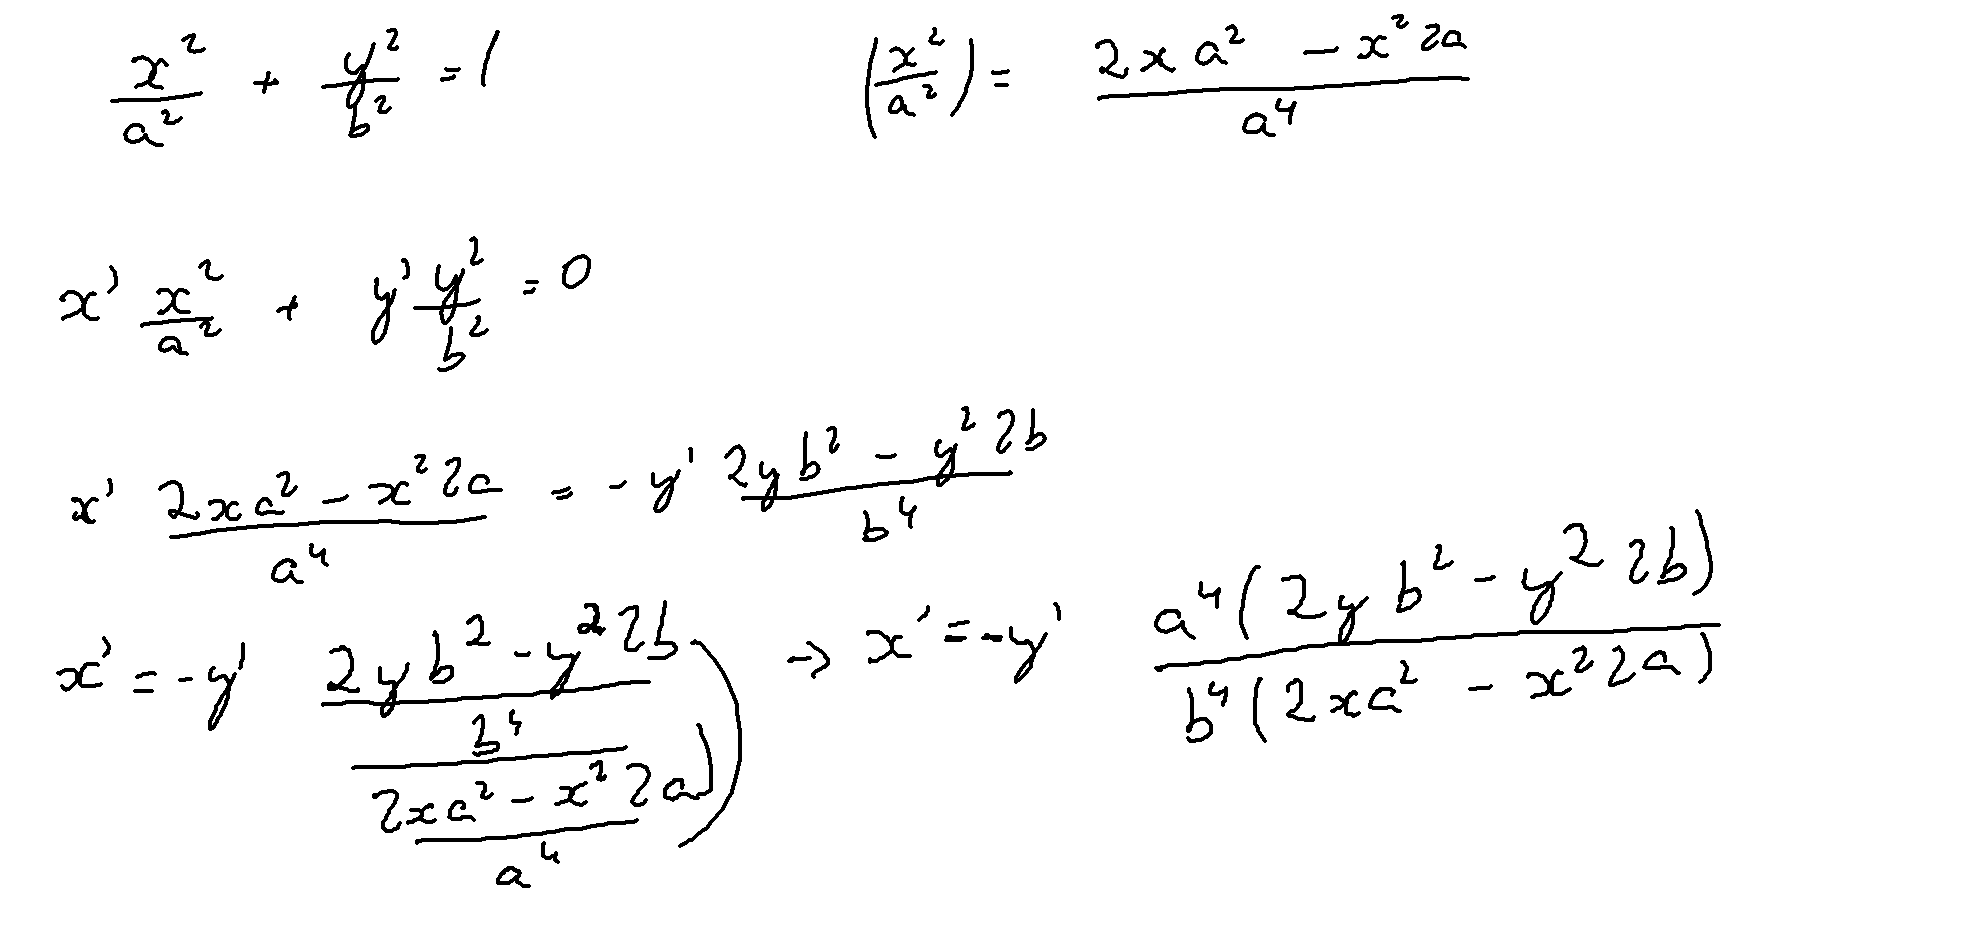 x²/a² + y²/b² = 1    (x²/a²) = (2xa² − x²2a)/a⁴
x' x²/a² + y' y²/b² = 0
x' (2xa² − x²2a)/a⁴ = −y' (2yb² − y²2b)/b⁴
x' = −y' ((2yb² − y²2b)/b⁴)/((2xa² − x²2a)/a⁴) → x' = −y' a⁴(2yb² − y²2b)/b⁴(2xa² − x²2a)